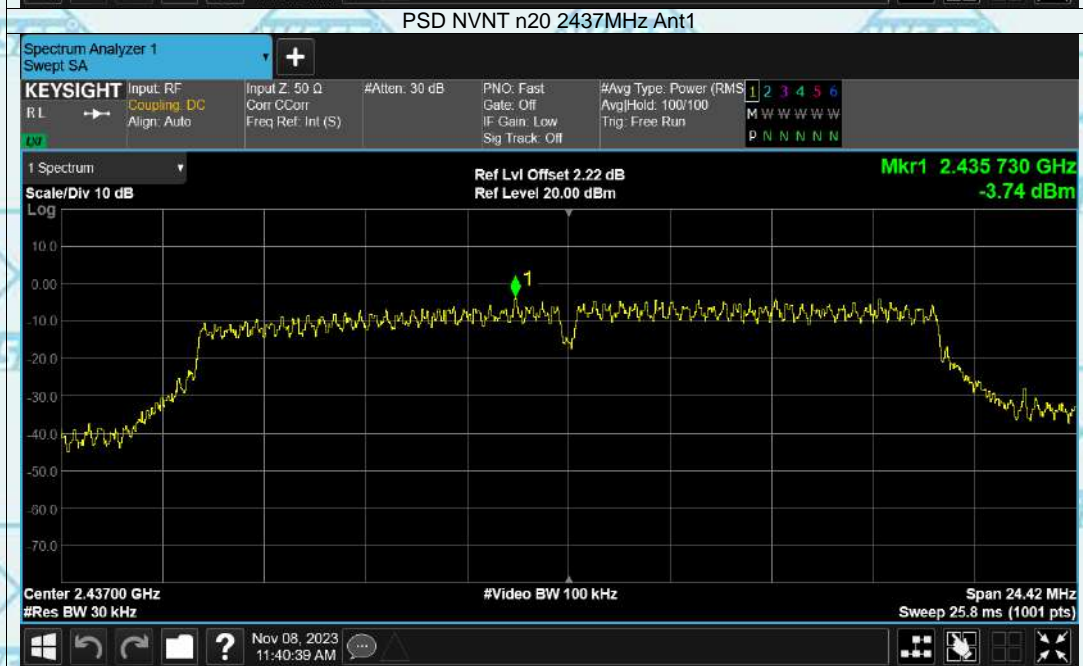 PSD NVNT n20 2437MHz Ant1
Spectrum Analyzer 1
Swept SA
+
KEYSIGHT
RL
LXI
Input: RF
Coupling: DC
Align: Auto
Input Z: 50 Ω
Corr CCorr
Freq Ref: Int (S)
#Atten: 30 dB
PNO: Fast
Gate: Off
IF Gain: Low
Sig Track: Off
#Avg Type: Power (RMS
Avg|Hold: 100/100
Trig: Free Run
1 2 3 4 5 6
M W W W W W
P N N N N N
1 Spectrum
Scale/Div 10 dB
Log
Ref Lvl Offset 2.22 dB
Ref Level 20.00 dBm
Mkr1 2.435 730 GHz
-3.74 dBm
10.0
0.00
-10.0
-20.0
-30.0
-40.0
-50.0
-60.0
-70.0
1
Center 2.43700 GHz
#Res BW 30 kHz
#Video BW 100 kHz
Span 24.42 MHz
Sweep 25.8 ms (1001 pts)
?
Nov 08, 2023
11:40:39 AM